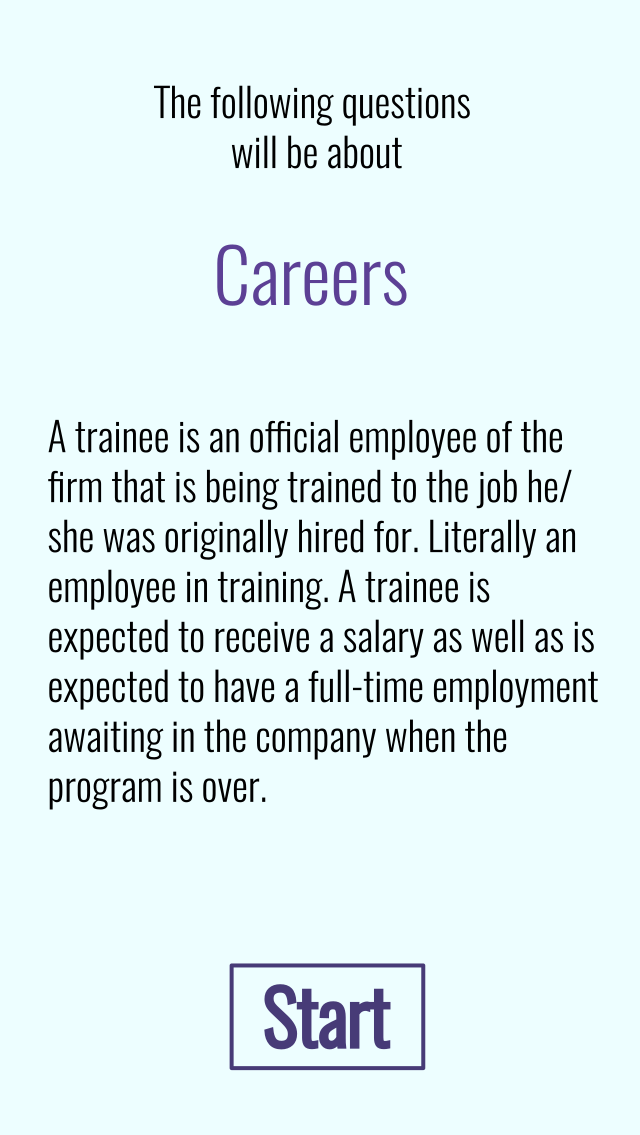 The following questions
will be about
Careers
A trainee is an official employee of the
firm that is being trained to the job he/
she was originally hired for. Literally an
employee in training. A trainee is
expected to receive a salary as well as is
expected to have a full-time employment
awaiting in the company when the
program is over.
Start